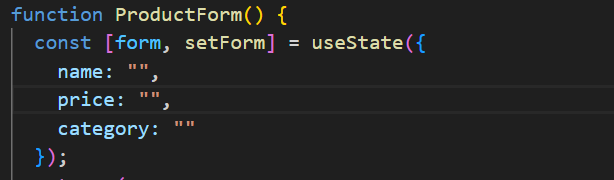 function ProductForm() {
const [form, setForm] = useState({
name: "",
price: "",
category: ""
});